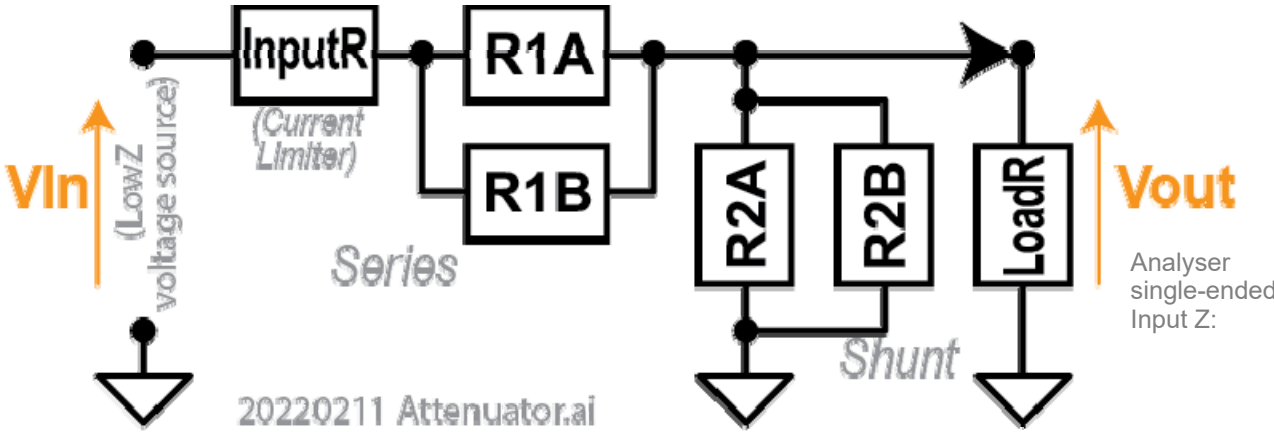 VIn
(LowZ
voltage source)
InputR
(Current
Limiter)
R1A
R1B
Series
R2A
R2B
Shunt
LoadR
Vout
Analyser
single-ended
Input Z:
20220211 Attenuator.ai